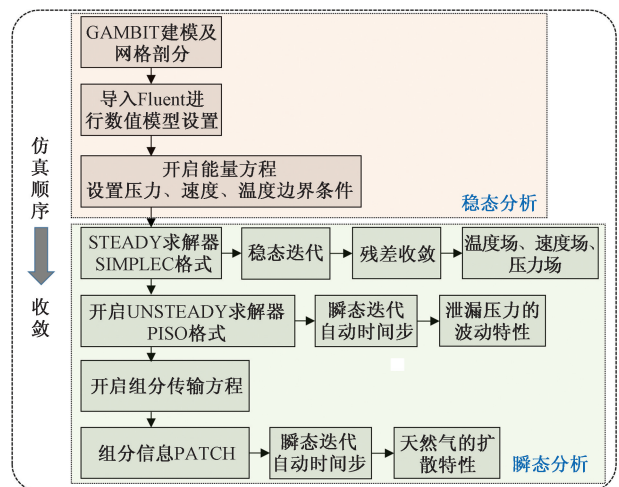 GAMBIT建模及
网格剖分
导入Fluent进
行数值模型设置
开启能量方程
设置压力、速度、温度边界条件
稳态分析
仿真顺序
收敛
STEADY求解器
SIMPLEC格式
稳态迭代
残差收敛
温度场、速度场、
压力场
开启UNSTEADY求解器
PISO格式
瞬态迭代
自动时间步
泄漏压力的
波动特性
开启组分传输方程
组分信息PATCH
瞬态迭代
自动时间步
天然气的扩
散特性
瞬态分析